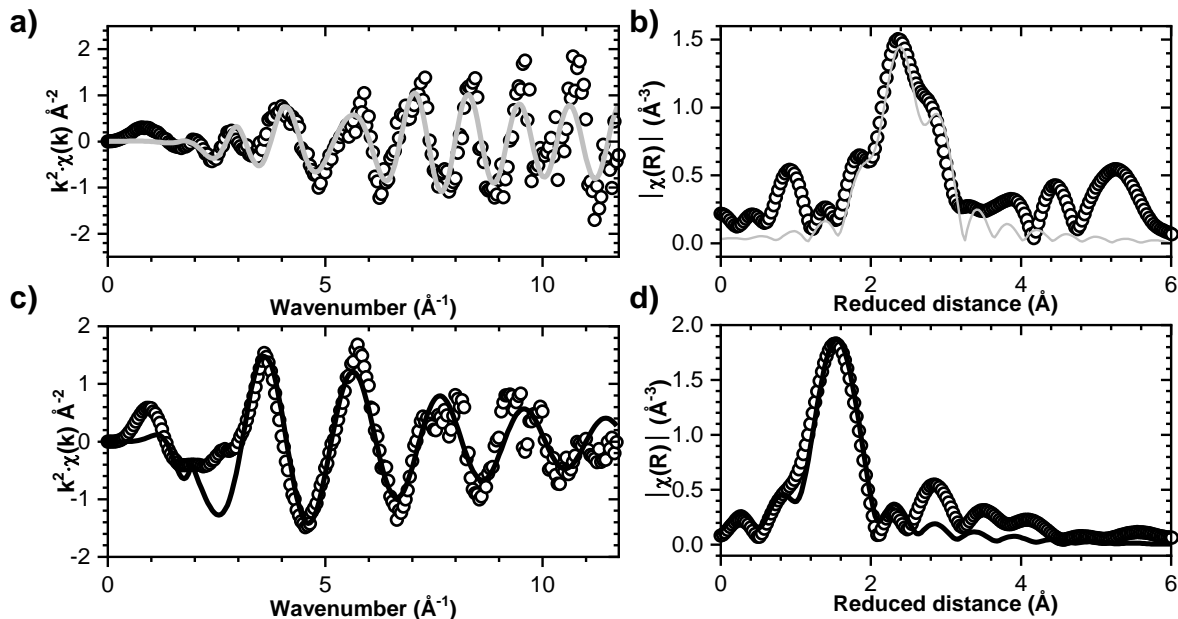 a)
k²·χ(k) Å⁻²
2
1
0
-1
-2
0
5
10
Wavenumber (Å⁻¹)
b)
|χ(R)| (Å⁻³)
1.5
1.0
0.5
0.0
0
2
4
6
Reduced distance (Å)
c)
k²·χ(k) Å⁻²
2
1
0
-1
-2
0
5
10
Wavenumber (Å⁻¹)
d)
|χ(R)| (Å⁻³)
2.0
1.5
1.0
0.5
0.0
0
2
4
6
Reduced distance (Å)